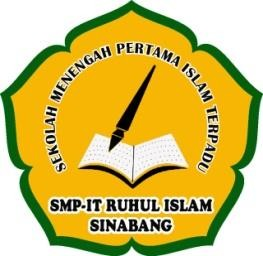 SEKOLAH MENENGAH PERTAMA ISLAM TERPADU
SMP-IT RUHUL ISLAM
SINABANG